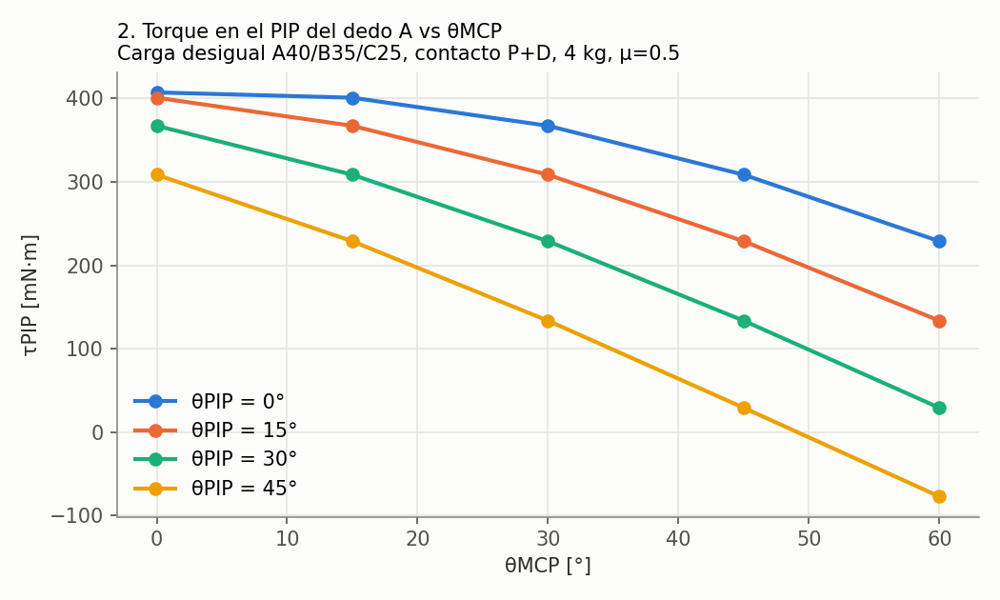 2. Torque en el PIP del dedo A vs θMCP
Carga desigual A40/B35/C25, contacto P+D, 4 kg, μ=0.5
τPIP [mN·m]
400
300
200
100
0
−100
θPIP = 0°
θPIP = 15°
θPIP = 30°
θPIP = 45°
0 10 20 30 40 50 60
θMCP [°]